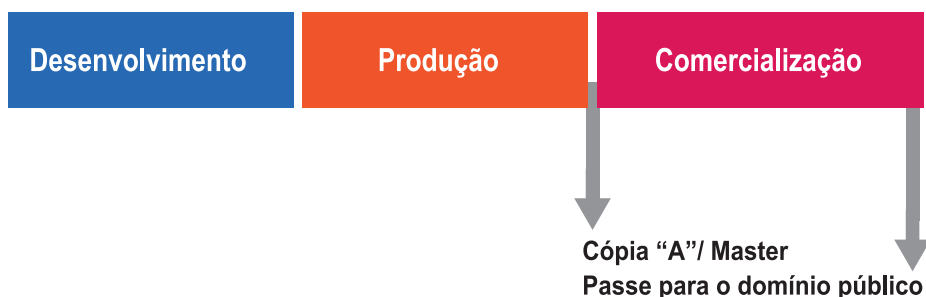 Desenvolvimento
Produção
Comercialização
Cópia “A”/ Master
Passe para o domínio público